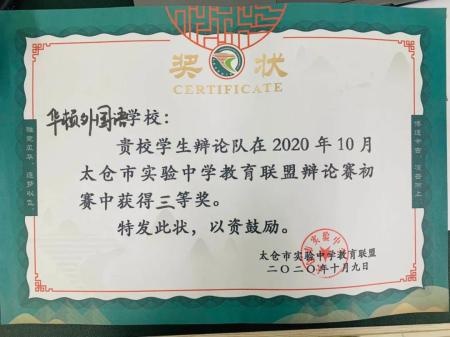 奖状
CERTIFICATE
华顿外国语学校：
贵校学生辩论队在2020年10月
太仓市实验中学教育联盟辩论赛初
赛中获得三等奖。
特发此状，以资鼓励。
太仓市实验中学教育联盟
二〇二〇年十月九日